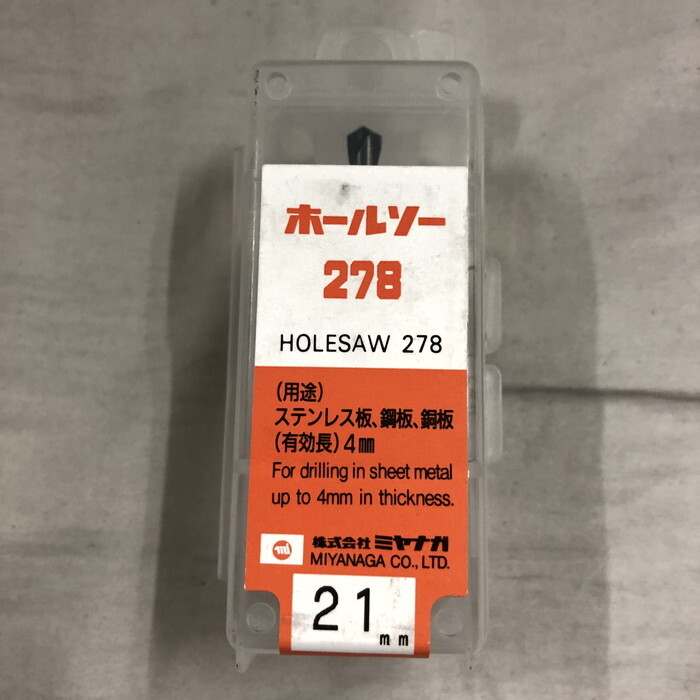 ホールソー
278
HOLESAW 278
(用途)
ステンレス板、鋼板、銅板
(有効長)4mm
For drilling in sheet metal
up to 4mm in thickness.
株式会社 ミヤナガ
MIYANAGA CO., LTD.
21mm